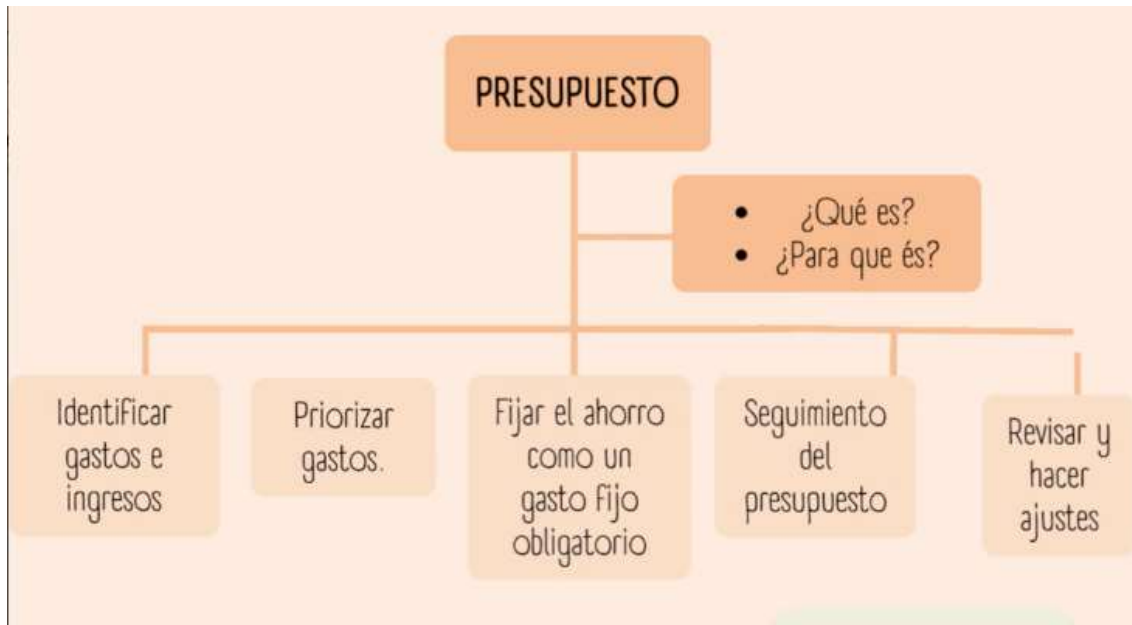 PRESUPUESTO
• ¿Qué es?
• ¿Para que és?
Identificar
gastos e
ingresos
Priorizar
gastos.
Fijar el ahorro
como un
gasto fijo
obligatorio
Seguimiento
del
presupuesto
Revisar y
hacer
ajustes